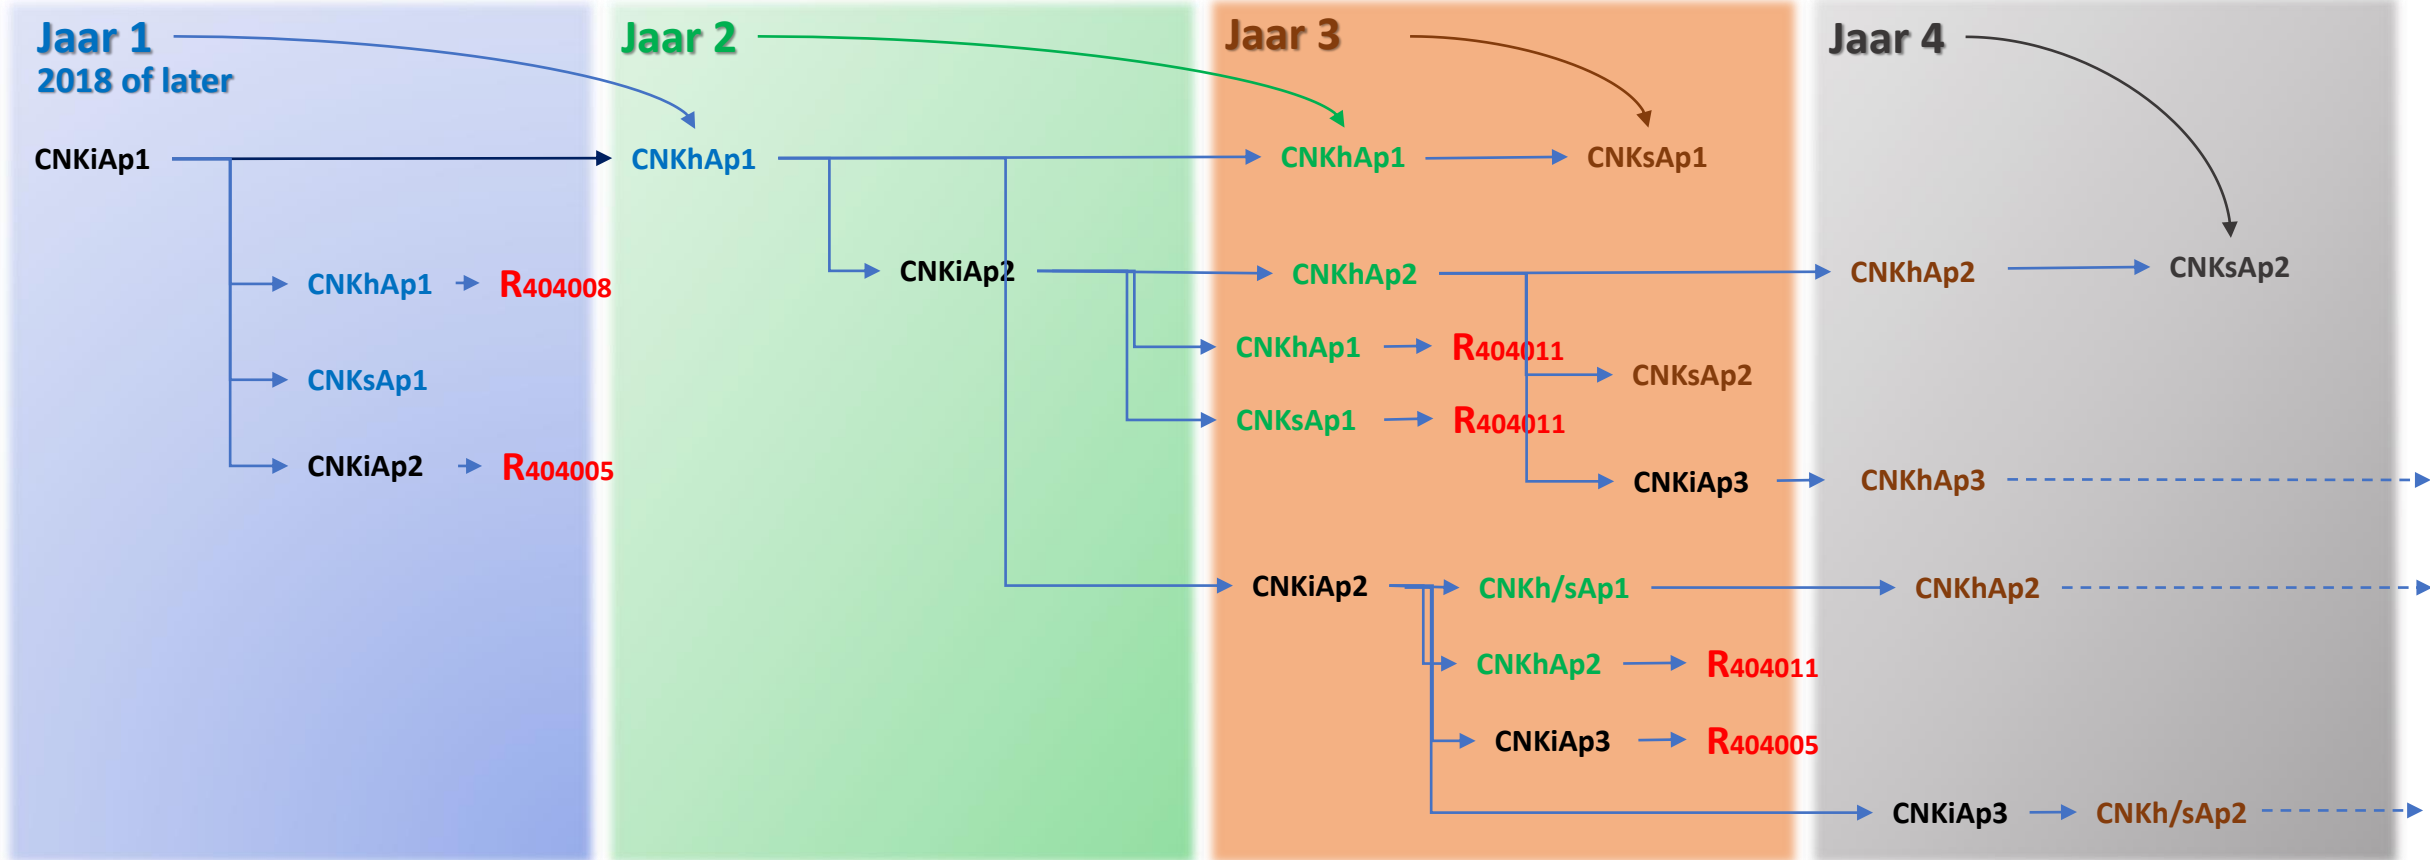 Jaar 1
2018 of later
Jaar 2
Jaar 3
Jaar 4
CNKiAp1
CNKhAp1
CNKhAp1
CNKsAp1
CNKhAp1
R404008
CNKiAp2
CNKhAp2
CNKhAp2
CNKsAp2
CNKhAp1
R404011
CNKsAp1
CNKsAp2
CNKsAp1
R404011
CNKiAp2
R404005
CNKiAp3
CNKhAp3
CNKiAp2
CNKh/sAp1
CNKhAp2
CNKhAp2
R404011
CNKiAp3
R404005
CNKiAp3
CNKh/sAp2